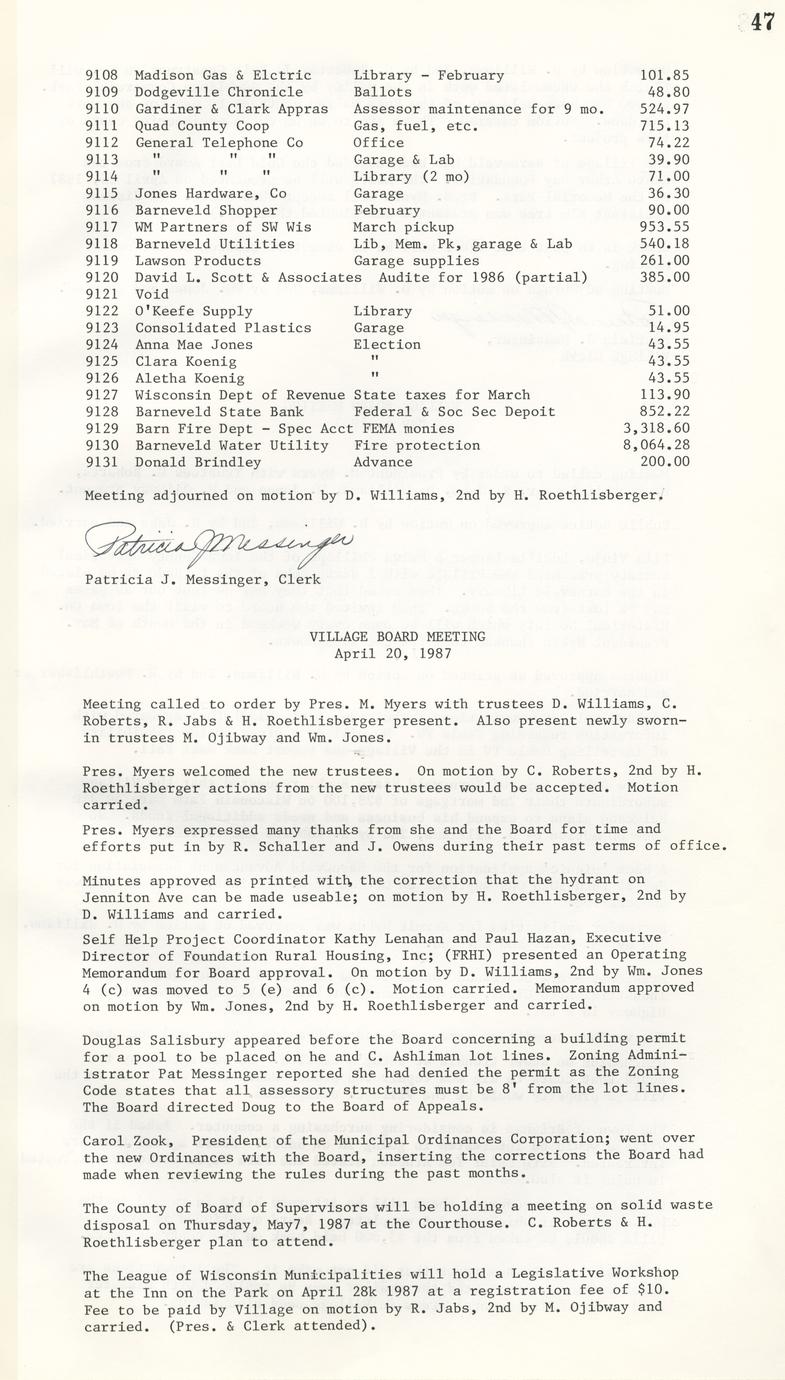 47
9108 Madison Gas & Elctric Library - February 101.85
9109 Dodgeville Chronicle Ballots 48.80
9110 Gardiner & Clark Appras Assessor maintenance for 9 mo. 524.97
9111 Quad County Coop Gas, fuel, etc. 715.13
9112 General Telephone Co Office 74.22
9113 " " " Garage & Lab 39.90
9114 " " " Library (2 mo) 71.00
9115 Jones Hardware, Co Garage 36.30
9116 Barneveld Shopper February 90.00
9117 WM Partners of SW Wis March pickup 953.55
9118 Barneveld Utilities Lib, Mem. Pk, garage & Lab 540.18
9119 Lawson Products Garage supplies 261.00
9120 David L. Scott & Associates Audite for 1986 (partial) 385.00
9121 Void
9122 O'Keefe Supply Library 51.00
9123 Consolidated Plastics Garage 14.95
9124 Anna Mae Jones Election 43.55
9125 Clara Koenig " 43.55
9126 Aletha Koenig " 43.55
9127 Wisconsin Dept of Revenue State taxes for March 113.90
9128 Barneveld State Bank Federal & Soc Sec Depoit 852.22
9129 Barn Fire Dept - Spec Acct FEMA monies 3,318.60
9130 Barneveld Water Utility Fire protection 8,064.28
9131 Donald Brindley Advance 200.00
Meeting adjourned on motion by D. Williams, 2nd by H. Roethlisberger.
Patricia J Messinger
Patricia J. Messinger, Clerk
VILLAGE BOARD MEETING
April 20, 1987
Meeting called to order by Pres. M. Myers with trustees D. Williams, C.
Roberts, R. Jabs & H. Roethlisberger present. Also present newly sworn-
in trustees M. Ojibway and Wm. Jones.
Pres. Myers welcomed the new trustees. On motion by C. Roberts, 2nd by H.
Roethlisberger actions from the new trustees would be accepted. Motion
carried.
Pres. Myers expressed many thanks from she and the Board for time and
efforts put in by R. Schaller and J. Owens during their past terms of office.
Minutes approved as printed with, the correction that the hydrant on
Jenniton Ave can be made useable; on motion by H. Roethlisberger, 2nd by
D. Williams and carried.
Self Help Project Coordinator Kathy Lenahan and Paul Hazan, Executive
Director of Foundation Rural Housing, Inc; (FRHI) presented an Operating
Memorandum for Board approval. On motion by D. Williams, 2nd by Wm. Jones
4 (c) was moved to 5 (e) and 6 (c). Motion carried. Memorandum approved
on motion by Wm. Jones, 2nd by H. Roethlisberger and carried.
Douglas Salisbury appeared before the Board concerning a building permit
for a pool to be placed on he and C. Ashliman lot lines. Zoning Admini-
istrator Pat Messinger reported she had denied the permit as the Zoning
Code states that all assessory structures must be 8' from the lot lines.
The Board directed Doug to the Board of Appeals.
Carol Zook, President of the Municipal Ordinances Corporation; went over
the new Ordinances with the Board, inserting the corrections the Board had
made when reviewing the rules during the past months.
The County of Board of Supervisors will be holding a meeting on solid waste
disposal on Thursday, May7, 1987 at the Courthouse. C. Roberts & H.
Roethlisberger plan to attend.
The League of Wisconsin Municipalities will hold a Legislative Workshop
at the Inn on the Park on April 28k 1987 at a registration fee of $10.
Fee to be paid by Village on motion by R. Jabs, 2nd by M. Ojibway and
carried. (Pres. & Clerk attended).